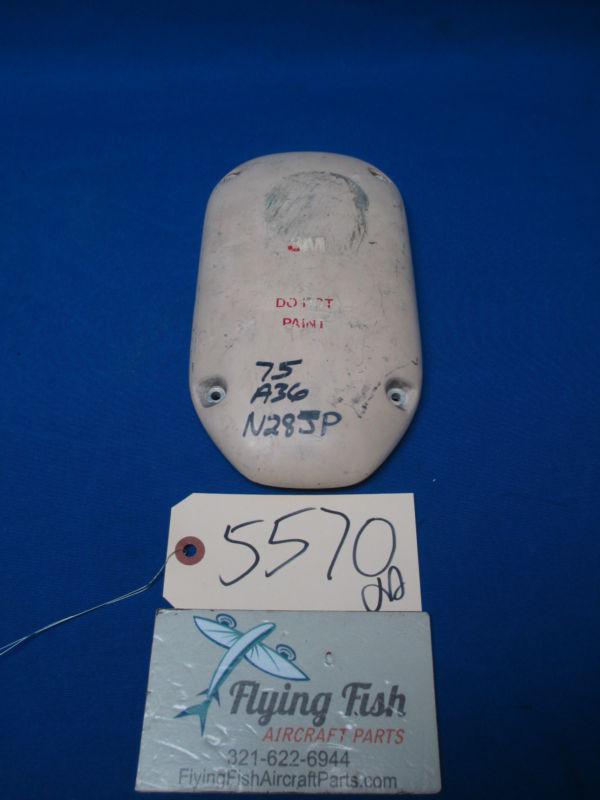 3M
DO NOT
PAINT
75
A36
N285P
5570
Flying Fish
AIRCRAFT PARTS
321-622-6944
FlyingFishAircraftParts.com